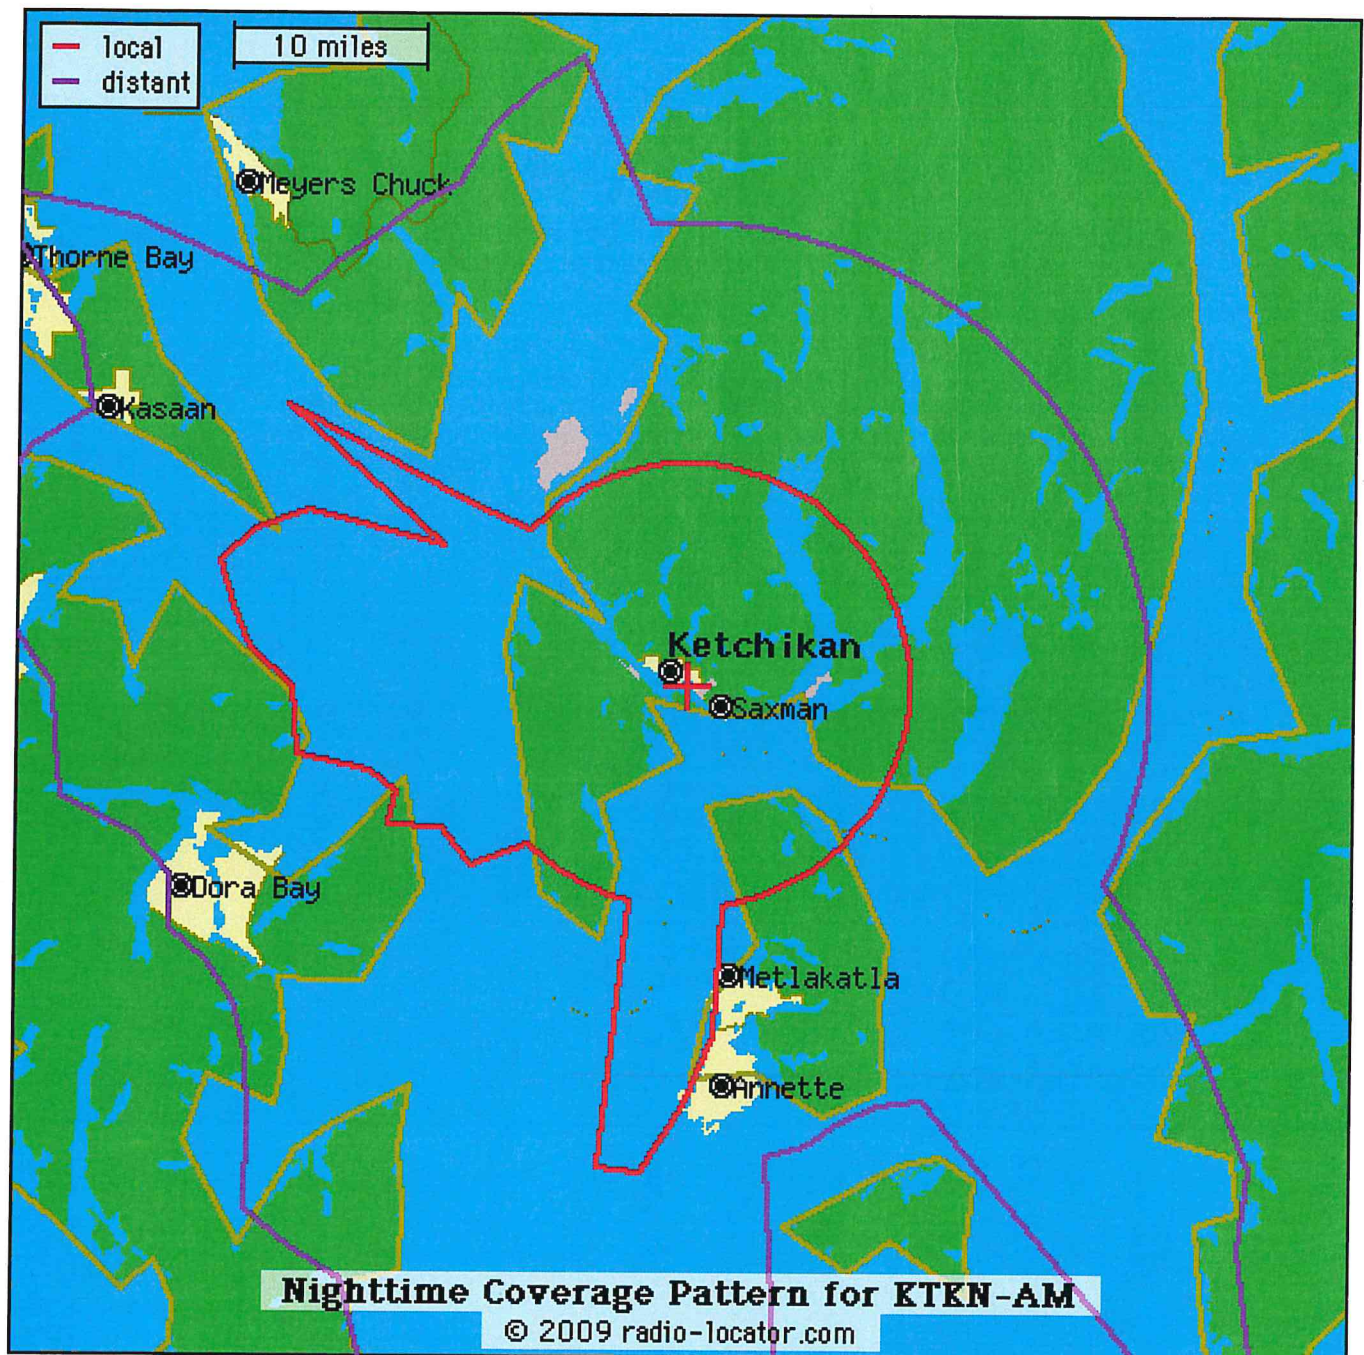 local
distant
10 miles
Meyers Chuck
Thorne Bay
Kasaan
Ketchikan
Saxman
Dora Bay
Metlakatla
Annette
Nighttime Coverage Pattern for KTKN-AM
© 2009 radio-locator.com